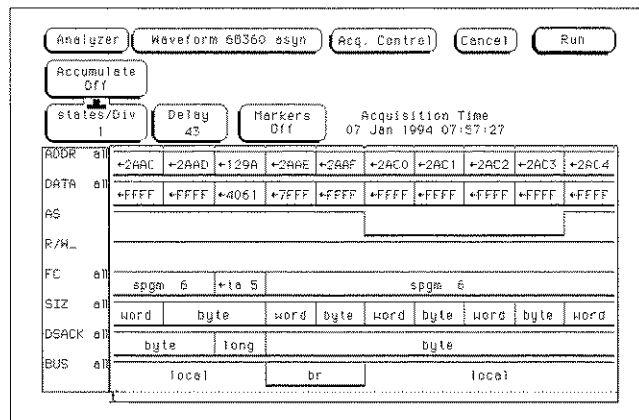 Analyzer Waveform 68360 asyn Acq. Control Cancel Run
Accumulate
Off
states/Div
1
Delay
43
Markers
Off
Acquisition Time
07 Jan 1994 07:57:27
ADDR all ←2AAC ←2AAD ←129A ←2AAE ←2AAF ←2AC0 ←2AC1 ←2AC2 ←2AC3 ←2AC4
DATA all ←FFFF ←FFFF ←4061 ←7FFF ←FFFF ←FFFF ←FFFF ←FFFF ←FFFF ←FFFF
AS
R/W_
FC all spgm 6 ←ta 5 spgm 6
SIZ all word byte word byte word byte word byte word
DSACK all byte long byte
BUS all local br local